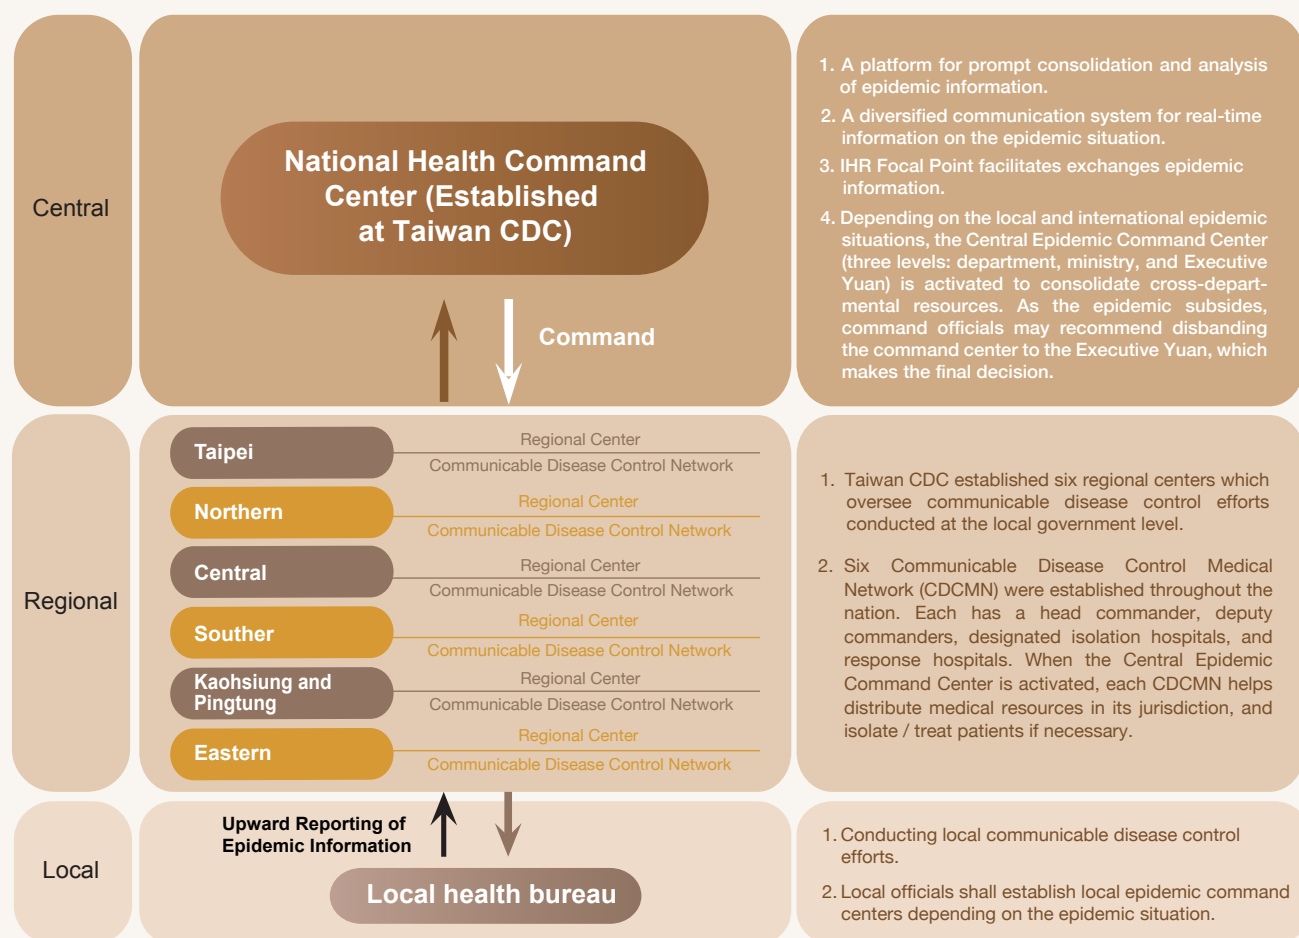 Central
National Health Command
Center (Established
at Taiwan CDC)
Command
1. A platform for prompt consolidation and analysis
of epidemic information.
2. A diversified communication system for real-time
information on the epidemic situation.
3. IHR Focal Point facilitates exchanges epidemic
information.
4. Depending on the local and international epidemic
situations, the Central Epidemic Command Center
(three levels: department, ministry, and Executive
Yuan) is activated to consolidate cross-depart-
mental resources. As the epidemic subsides,
command officials may recommend disbanding
the command center to the Executive Yuan, which
makes the final decision.
Regional
Taipei
Regional Center
Communicable Disease Control Network
Northern
Regional Center
Communicable Disease Control Network
Central
Regional Center
Communicable Disease Control Network
Souther
Regional Center
Communicable Disease Control Network
Kaohsiung and
Pingtung
Regional Center
Communicable Disease Control Network
Eastern
Regional Center
Communicable Disease Control Network
1. Taiwan CDC established six regional centers which
oversee communicable disease control efforts
conducted at the local government level.
2. Six Communicable Disease Control Medical
Network (CDCMN) were established throughout the
nation. Each has a head commander, deputy
commanders, designated isolation hospitals, and
response hospitals. When the Central Epidemic
Command Center is activated, each CDCMN helps
distribute medical resources in its jurisdiction, and
isolate / treat patients if necessary.
Local
Upward Reporting of
Epidemic Information
Local health bureau
1. Conducting local communicable disease control
efforts.
2. Local officials shall establish local epidemic command
centers depending on the epidemic situation.